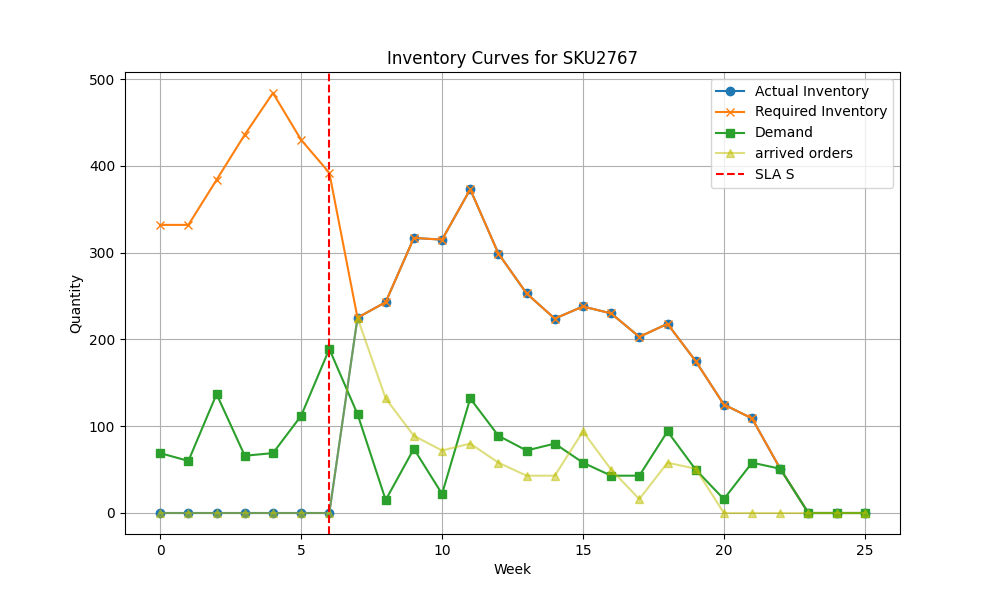 Inventory Curves for SKU2767
500
400
300
200
100
0
Quantity
Actual Inventory
Required Inventory
Demand
arrived orders
SLA S
0 5 10 15 20 25
Week